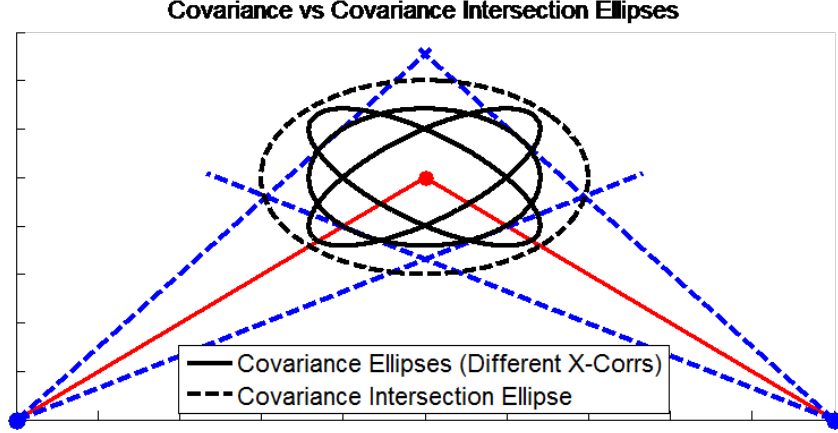 Covariance vs Covariance Intersection Ellipses
Covariance Ellipses (Different X-Corrs)
Covariance Intersection Ellipse